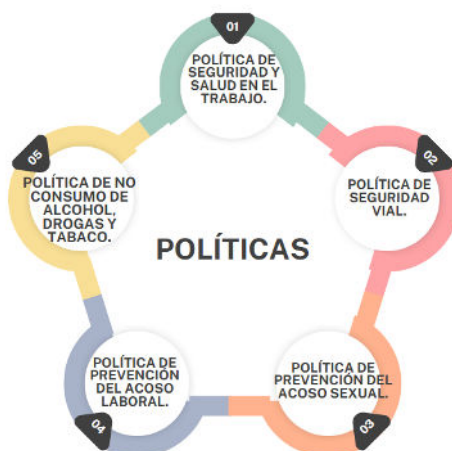 01
POLÍTICA DE
SEGURIDAD Y
SALUD EN EL
TRABAJO.
02
POLÍTICA DE
SEGURIDAD
VIAL.
03
POLÍTICA DE
PREVENCIÓN DEL
ACOSO SEXUAL.
04
POLÍTICA DE
PREVENCIÓN
DEL ACOSO
LABORAL.
05
POLÍTICA DE NO
CONSUMO DE
ALCOHOL,
DROGAS Y
TABACO.
POLÍTICAS